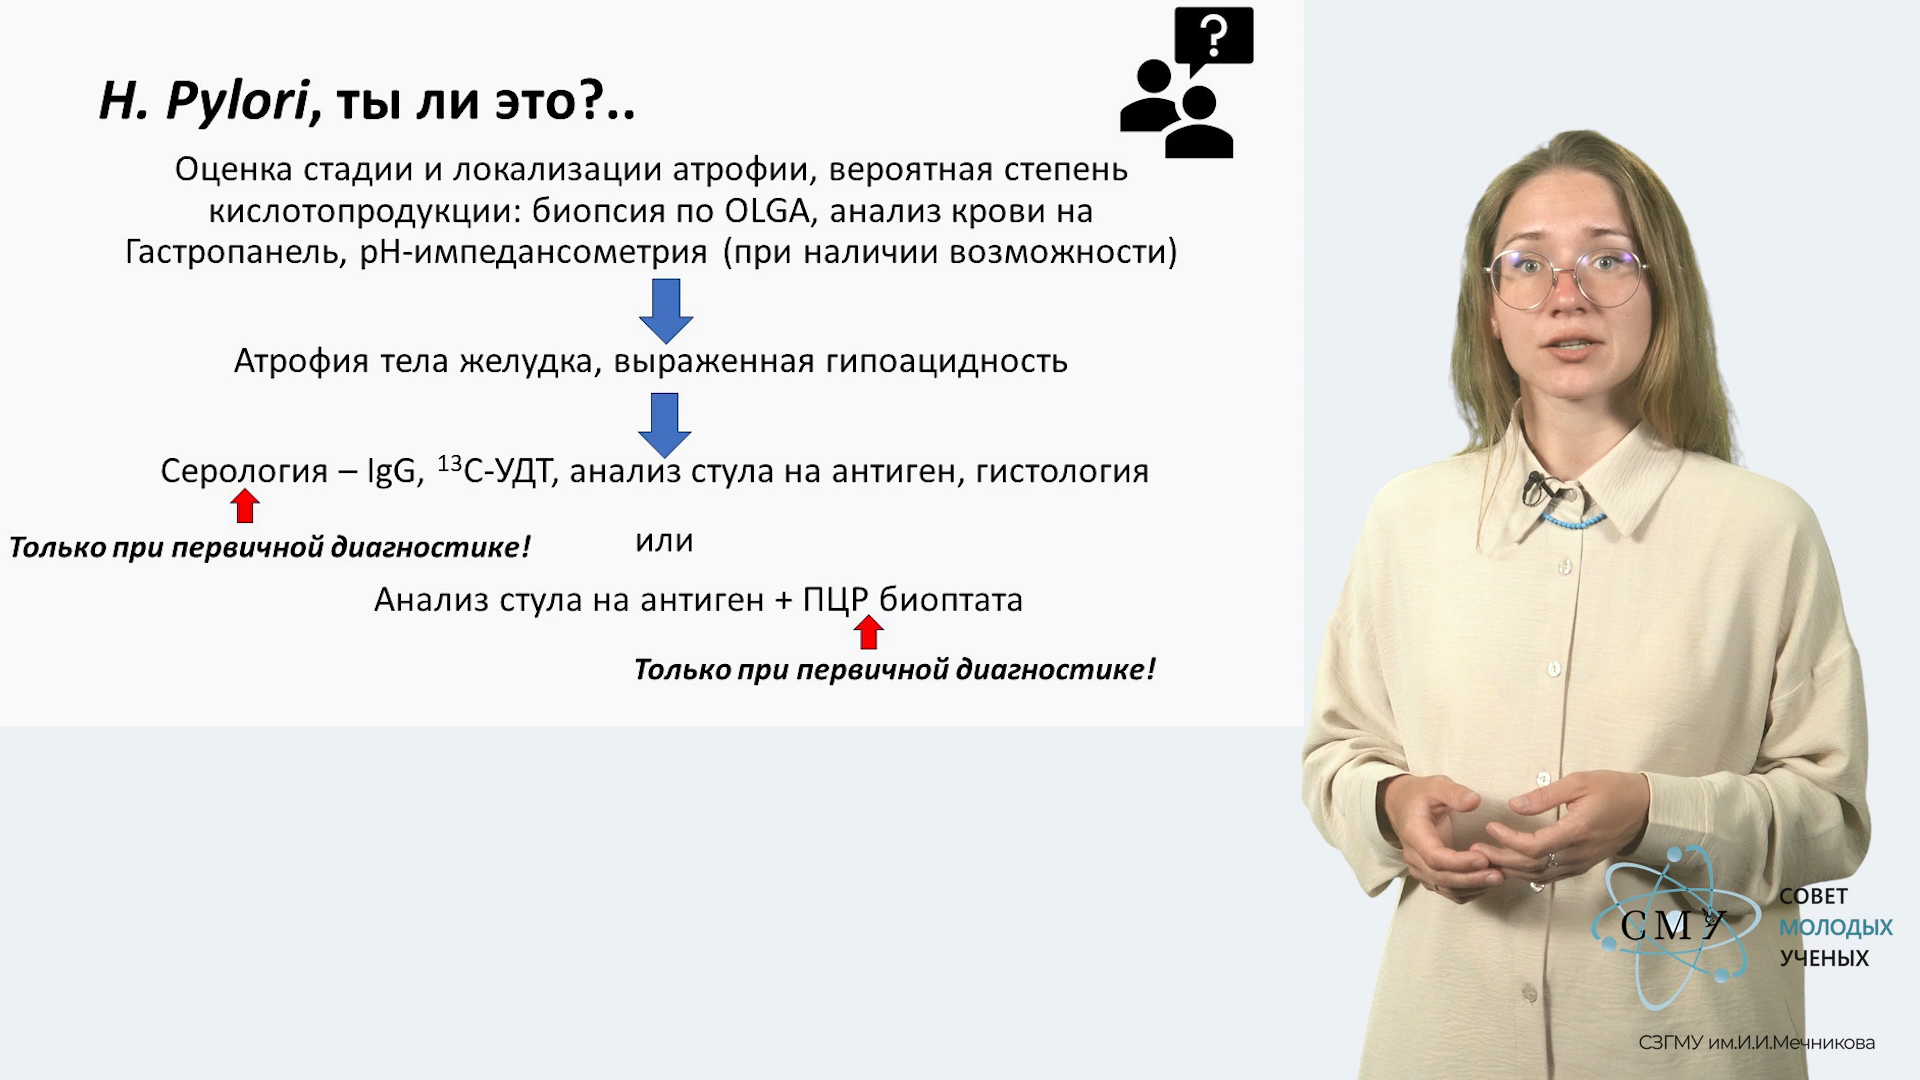 H. Pylori, ты ли это?..
Оценка стадии и локализации атрофии, вероятная степень
кислотопродукции: биопсия по OLGA, анализ крови на
Гастропанель, pH-импедансометрия (при наличии возможности)
Атрофия тела желудка, выраженная гипоацидность
Серология – IgG, ¹³С-УДТ, анализ стула на антиген, гистология
Только при первичной диагностике!
или
Анализ стула на антиген + ПЦР биоптата
Только при первичной диагностике!
СМУ
СОВЕТ
МОЛОДЫХ
УЧЕНЫХ
СЗГМУ им.И.И.Мечникова